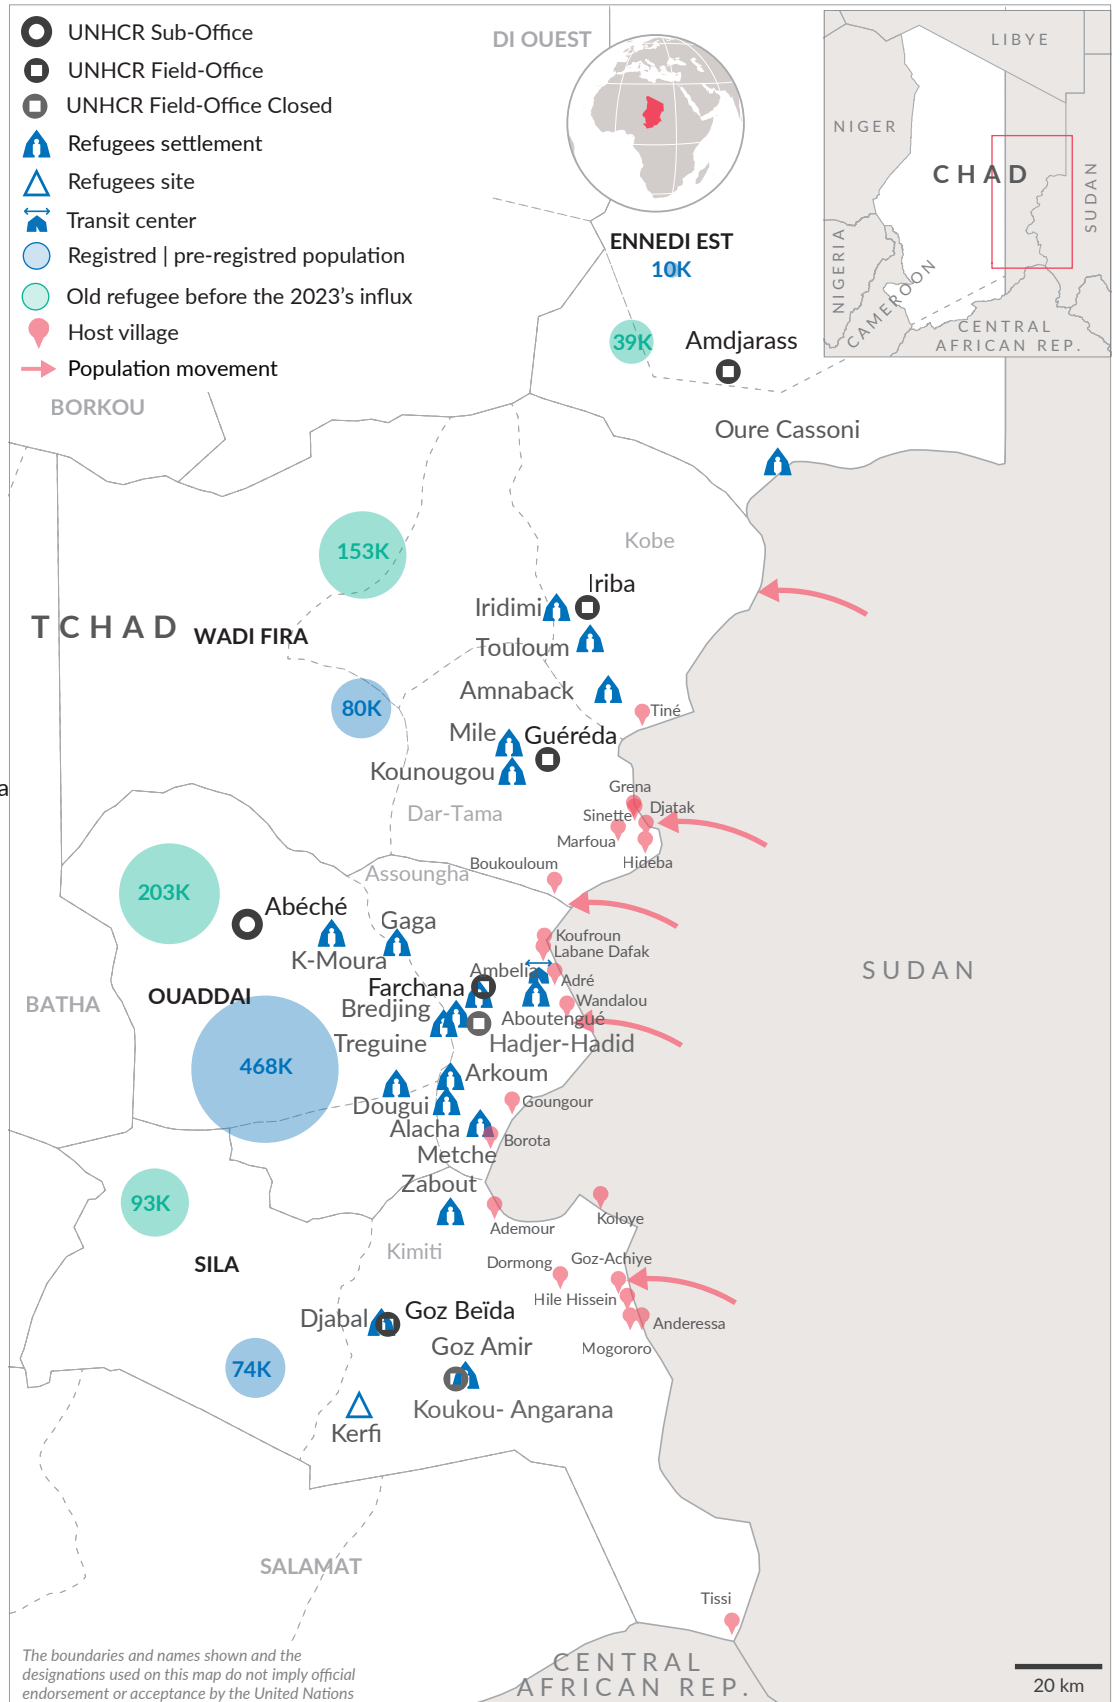 UNHCR Sub-Office
UNHCR Field-Office
UNHCR Field-Office Closed
Refugees settlement
Refugees site
Transit center
Registred | pre-registred population
Old refugee before the 2023's influx
Host village
Population movement
DI OUEST
LIBYE
NIGER
CHAD
SUDAN
NIGERIA
CAMEROON
CENTRAL
AFRICAN REP.
ENNEDI EST
10K
39K
Amdjarass
BORKOU
Oure Cassoni
153K
Kobe
Iriba
Iridimi
TCHAD
WADI FIRA
Touloum
Amnaback
80K
Tiné
Mile
Guéréda
Kounougou
a
Grena
Djatak
Sinette
Dar-Tama
Marfoua
Hideba
Boukouloum
Assoungha
203K
Abéché
Gaga
Koufroun
Labane Dafak
K-Moura
Ambelia
Adré
SUDAN
Farchana
BATHA
OUADDAI
Bredjing
Wandalou
Aboutengué
Treguine
Hadjer-Hadid
468K
Arkoum
Dougui
Goungour
Alacha
Borota
Metche
Zabout
93K
Ademour
Koloye
Kimiti
SILA
Dormong
Goz-Achiye
Hile Hissein
Djabal
Goz Beïda
Anderessa
Goz Amir
Mogororo
74K
Koukou- Angarana
Kerfi
SALAMAT
Tissi
The boundaries and names shown and the
designations used on this map do not imply official
endorsement or acceptance by the United Nations
CENTRAL
AFRICAN REP.
20 km